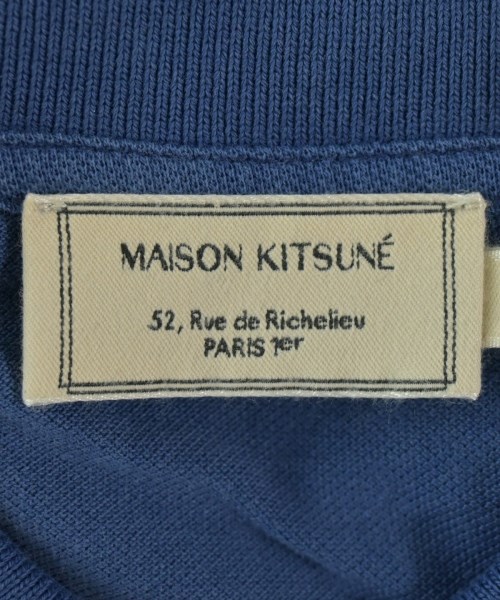 MAISON KITSUNÉ
52, Rue de Richelieu
PARIS 1er